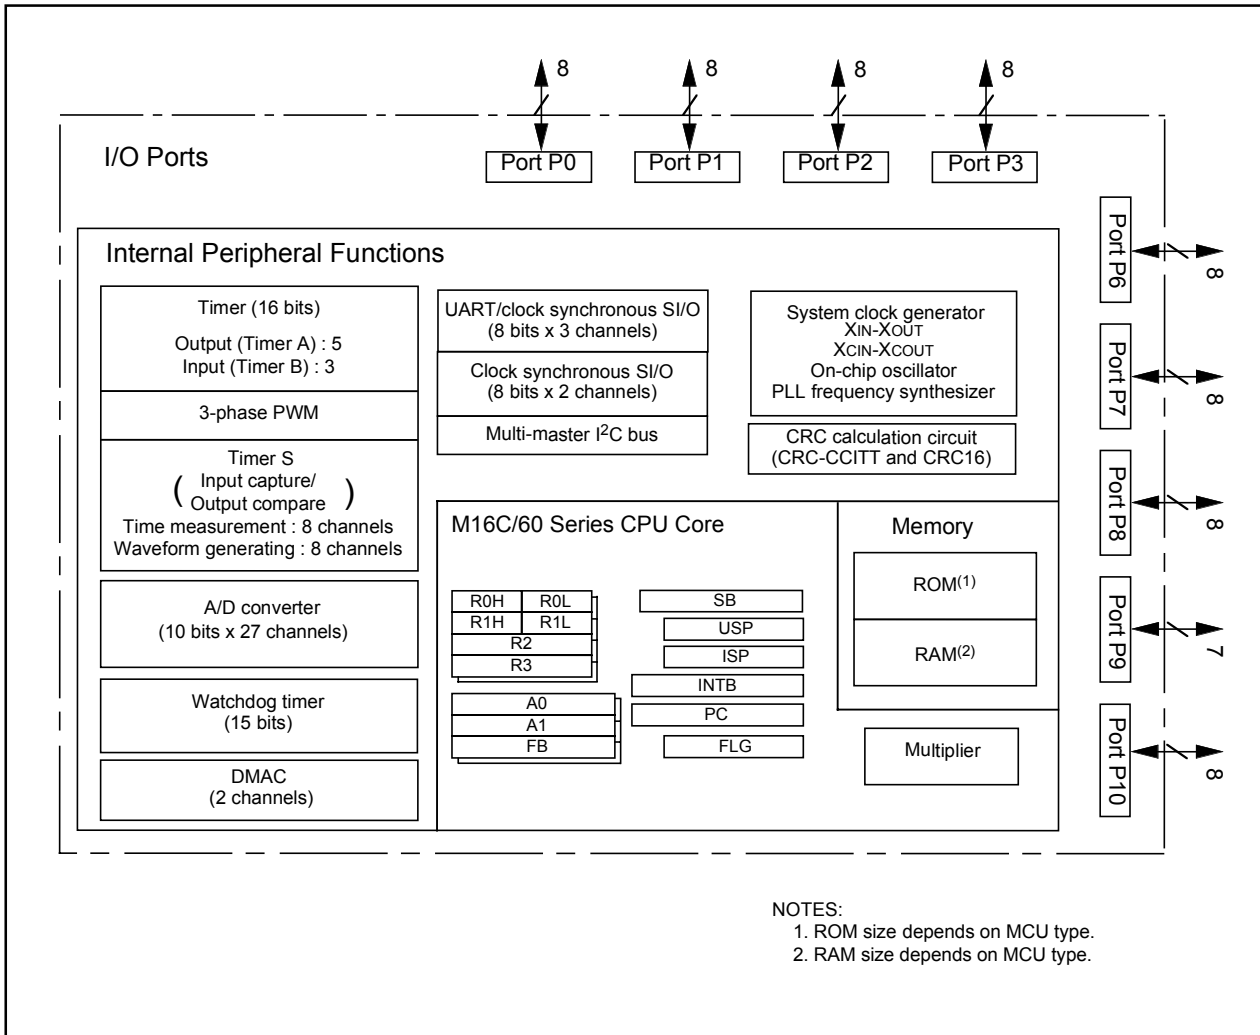 8
8
8
8
I/O Ports
Port P0
Port P1
Port P2
Port P3
Port P6
8
Port P7
8
Port P8
8
Port P9
7
Port P10
8
Internal Peripheral Functions
Timer (16 bits)
Output (Timer A) : 5
Input (Timer B) : 3
3-phase PWM
Timer S
( Input capture/
Output compare )
Time measurement : 8 channels
Waveform generating : 8 channels
A/D converter
(10 bits x 27 channels)
Watchdog timer
(15 bits)
DMAC
(2 channels)
UART/clock synchronous SI/O
(8 bits x 3 channels)
Clock synchronous SI/O
(8 bits x 2 channels)
Multi-master I²C bus
System clock generator
XIN-XOUT
XCIN-XCOUT
On-chip oscillator
PLL frequency synthesizer
CRC calculation circuit
(CRC-CCITT and CRC16)
M16C/60 Series CPU Core
R0H R0L
R1H R1L
R2
R3
A0
A1
FB
SB
USP
ISP
INTB
PC
FLG
Memory
ROM(1)
RAM(2)
Multiplier
NOTES:
1. ROM size depends on MCU type.
2. RAM size depends on MCU type.